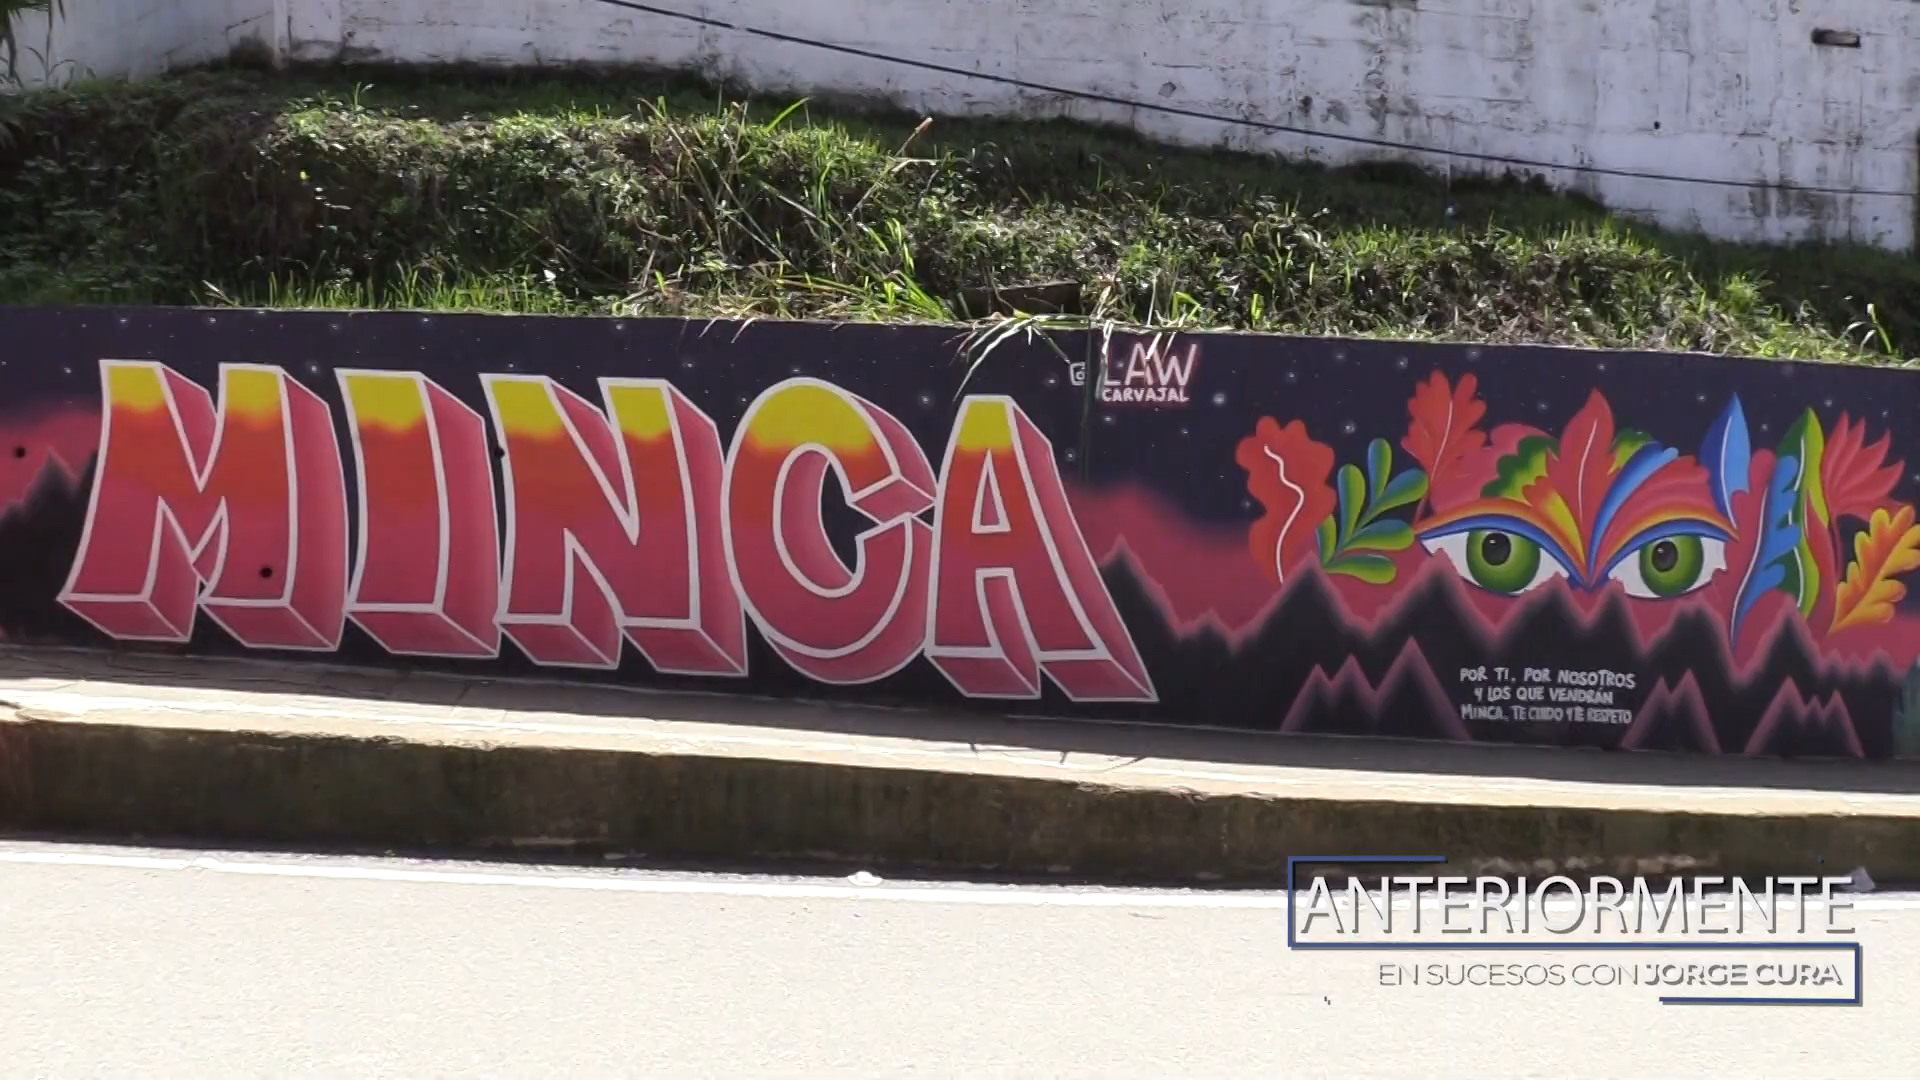 MINCA
LAW
CARVAJAL
POR TI, POR NOSOTROS
Y LOS QUE VENDRÁN
MINCA, TE CUIDO Y TE RESPETO
ANTERIORMENTE
EN SUCESOS CON JORGE CURA